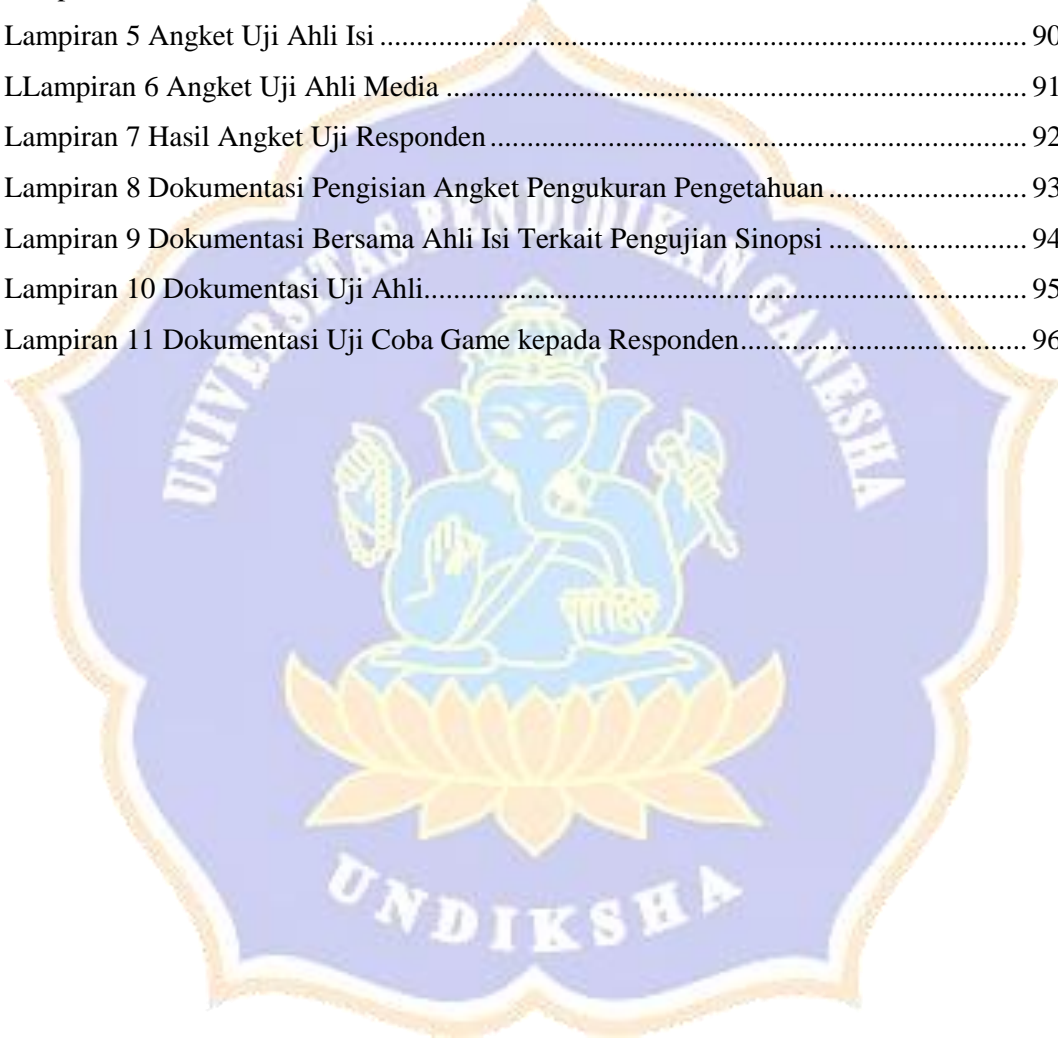 Lampiran 5 Angket Uji Ahli Isi ................................................................................ 90
LLampiran 6 Angket Uji Ahli Media ........................................................................ 91
Lampiran 7 Hasil Angket Uji Responden .................................................................. 92
Lampiran 8 Dokumentasi Pengisian Angket Pengukuran Pengetahuan ......................... 93
Lampiran 9 Dokumentasi Bersama Ahli Isi Terkait Pengujian Sinopsi ......................... 94
Lampiran 10 Dokumentasi Uji Ahli........................................................................... 95
Lampiran 11 Dokumentasi Uji Coba Game kepada Responden.................................... 96
UNIVERSITAS PENDIDIKAN GANESHA
UNDIKSHA